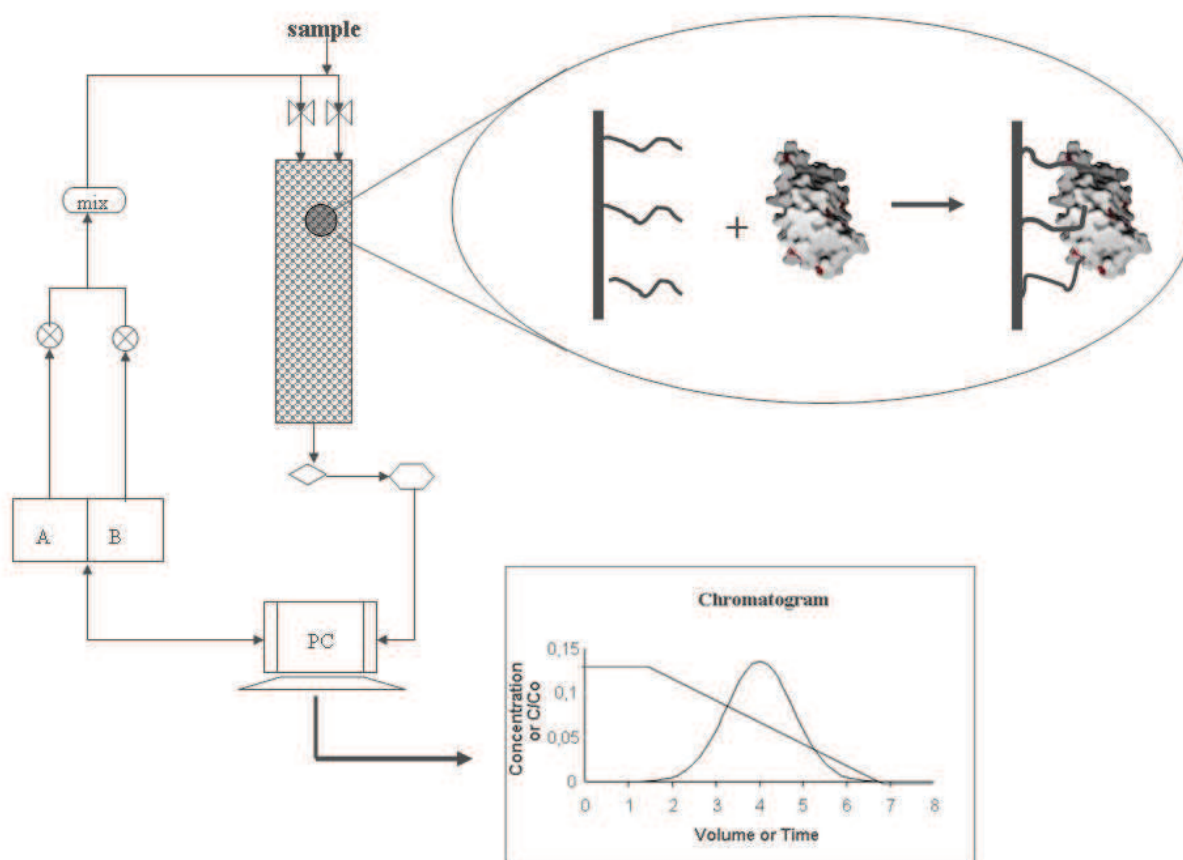 sample
mix
+
A
B
PC
Chromatogram
Concentration
or C/Co
0,15
0,1
0,05
0
0 1 2 3 4 5 6 7 8
Volume or Time